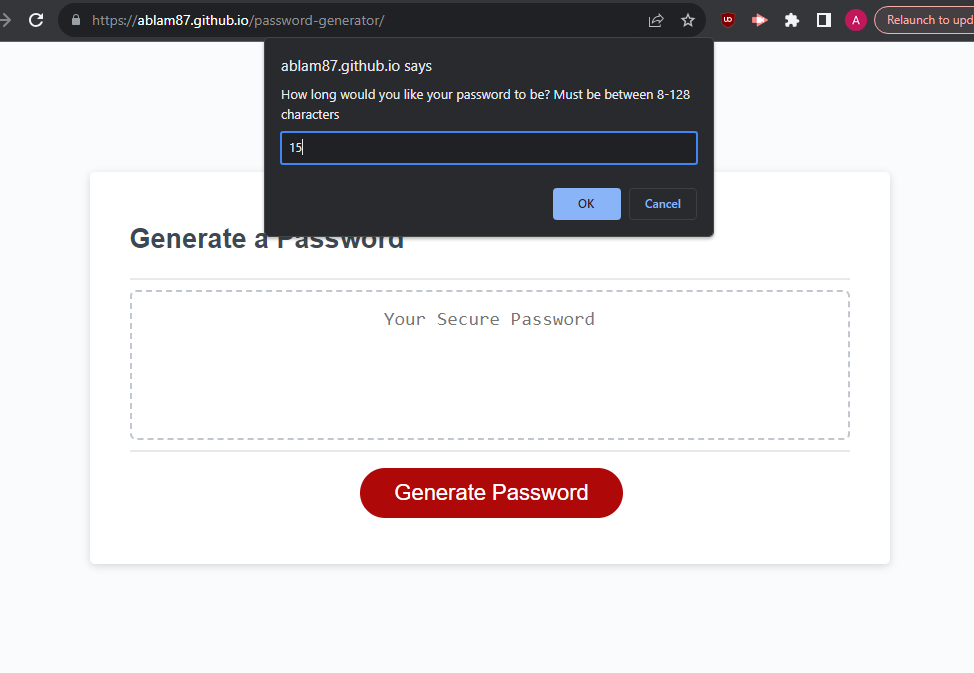 https://ablam87.github.io/password-generator/
UO
A
Relaunch to upd
ablam87.github.io says
How long would you like your password to be? Must be between 8-128
characters
15
OK
Cancel
Generate a Password
Your Secure Password
Generate Password